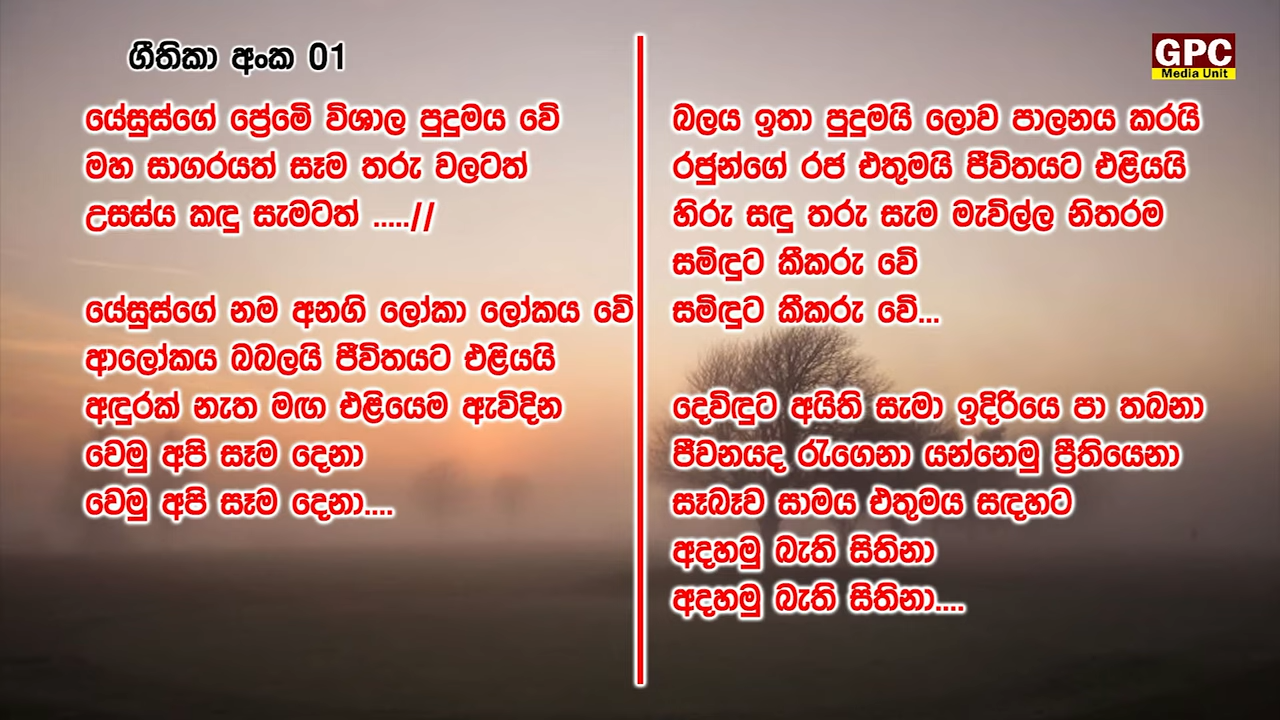 ගීතිකා අංක 01
GPC
Media Unit
යේසුස්ගේ ප්‍රේමේ විශාල පුදුමය වේ
මහ සාගරයත් සෑම තරු වලටත්
උසස්ය කඳු සැමටත් .....//
යේසුස්ගේ නම අනගි ලෝකා ලෝකය වේ
ආලෝකය බබලයි ජීවිතයට එළියයි
අඳුරක් නැත මඟ එළියෙම ඇවිදින
වෙමු අපි සෑම දෙනා
වෙමු අපි සෑම දෙනා....
බලය ඉතා පුදුමයි ලොව පාලනය කරයි
රජුන්ගේ රජ එතුමයි ජීවිතයට එළියයි
හිරු සඳු තරු සැම මැවිල්ල නිතරම
සමිඳුට කීකරු වේ
සමිඳුට කීකරු වේ...
දෙවිඳුට අයිති සැමා ඉදිරියෙ පා තබනා
ජීවනයද රැගෙනා යන්නෙමු ප්‍රීතියෙනා
සෑබෑව සාමය එතුමය සඳහට
අදහමු බැති සිතිනා
අදහමු බැති සිතිනා....